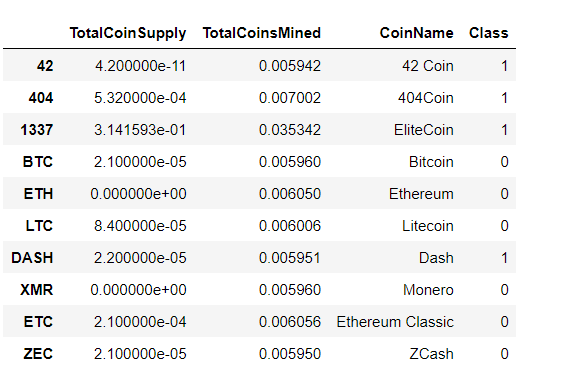 TotalCoinSupply TotalCoinsMined CoinName Class
42 4.200000e-11 0.005942 42 Coin 1
404 5.320000e-04 0.007002 404Coin 1
1337 3.141593e-01 0.035342 EliteCoin 1
BTC 2.100000e-05 0.005960 Bitcoin 0
ETH 0.000000e+00 0.006050 Ethereum 0
LTC 8.400000e-05 0.006006 Litecoin 0
DASH 2.200000e-05 0.005951 Dash 1
XMR 0.000000e+00 0.005960 Monero 0
ETC 2.100000e-04 0.006056 Ethereum Classic 0
ZEC 2.100000e-05 0.005950 ZCash 0